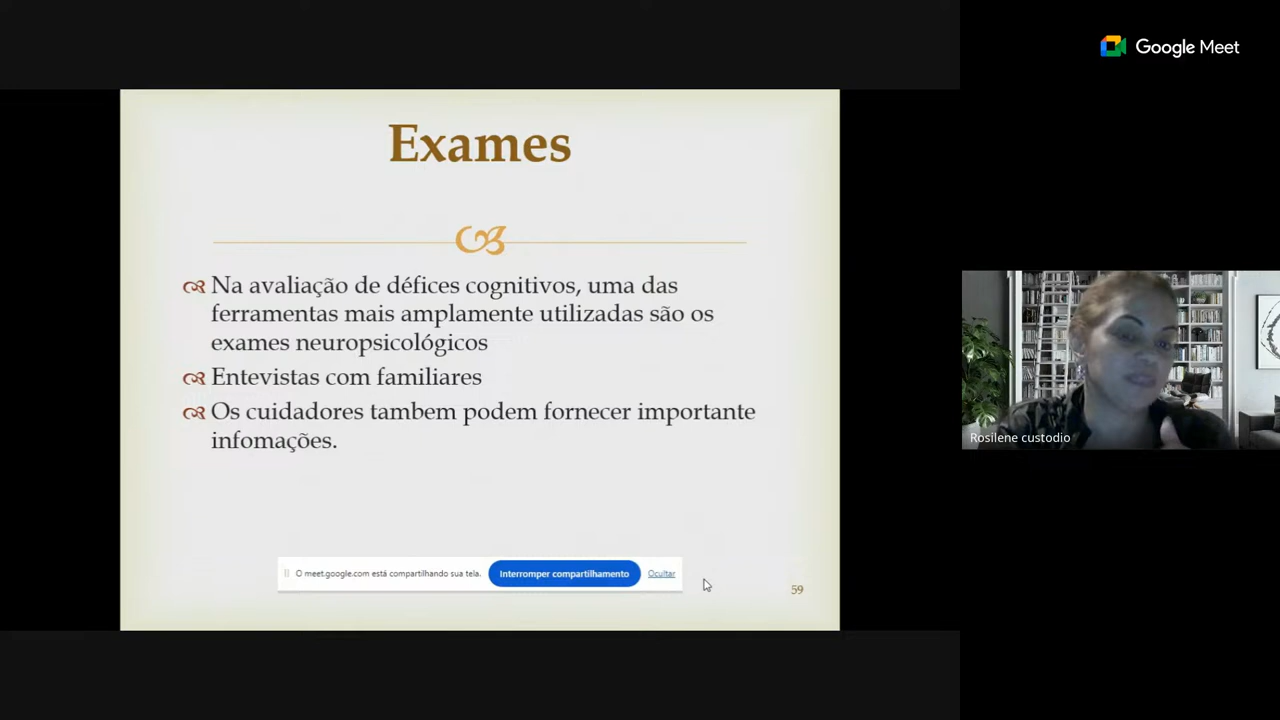 Google Meet
Exames
Na avaliação de défices cognitivos, uma das
ferramentas mais amplamente utilizadas são os
exames neuropsicológicos
Entevistas com familiares
Os cuidadores tambem podem fornecer importante
infomações.
O meet.google.com está compartilhando sua tela.
Interromper compartilhamento
Ocultar
59
Rosilene custodio